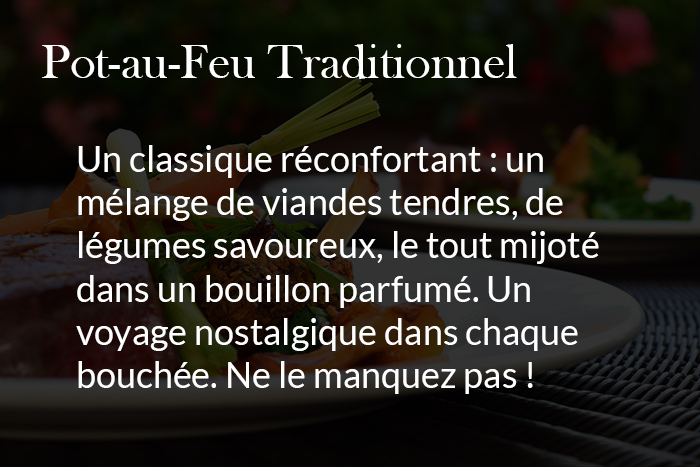 Pot-au-Feu Traditionnel
Un classique réconfortant : un
mélange de viandes tendres, de
légumes savoureux, le tout mijoté
dans un bouillon parfumé. Un
voyage nostalgique dans chaque
bouchée. Ne le manquez pas !